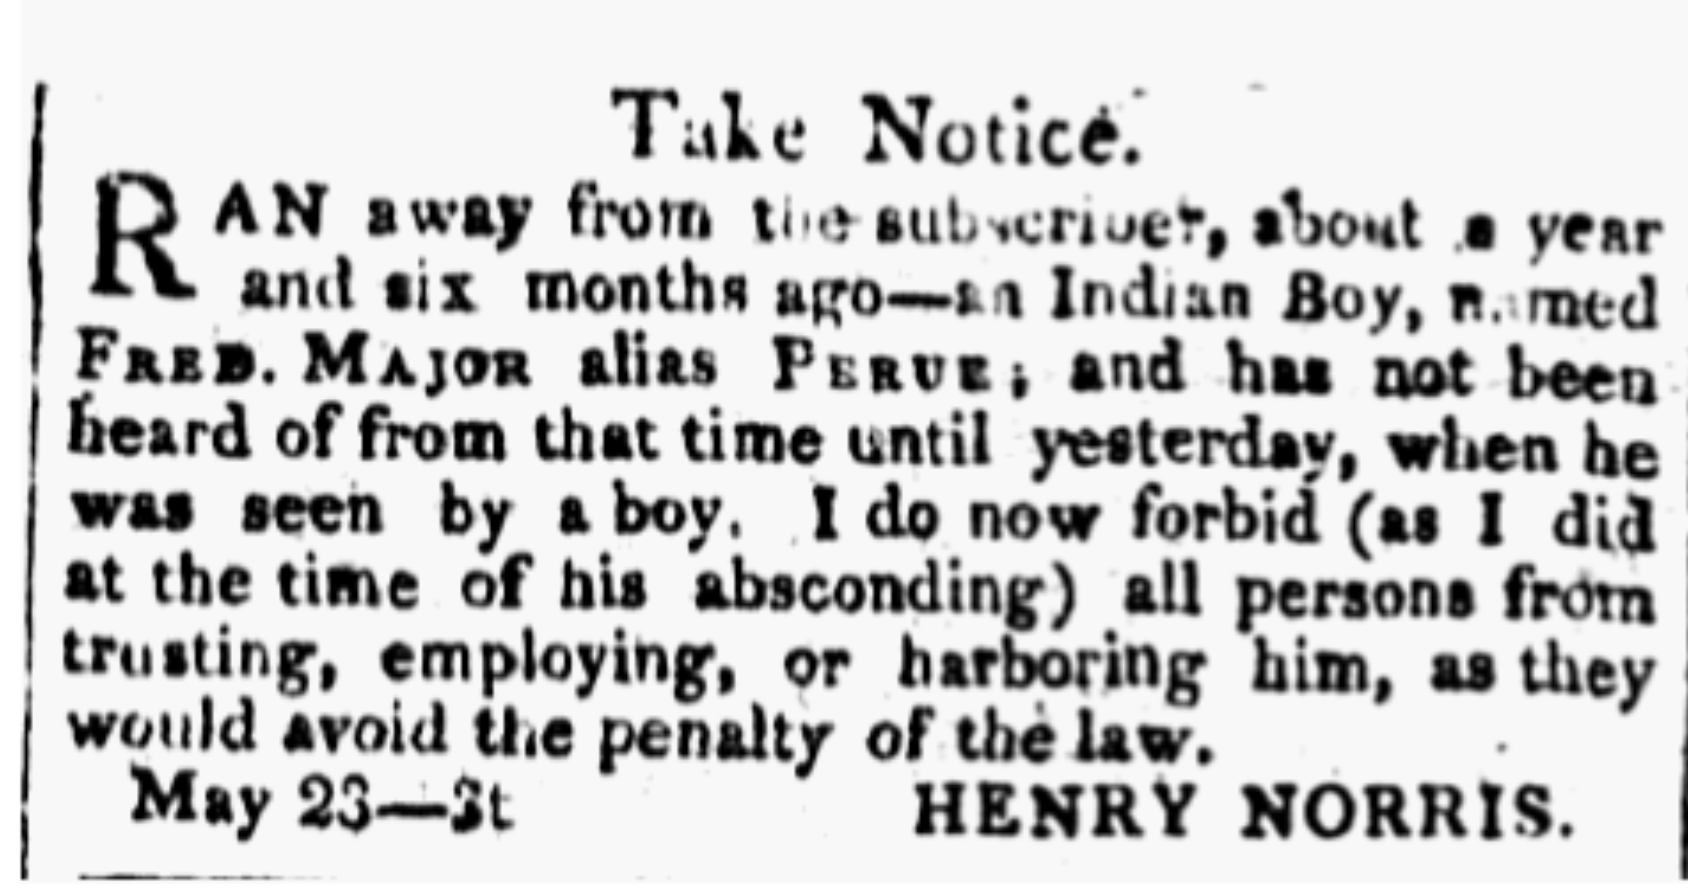 Take Notice.
RAN away from the subscriber, about a year
and six months ago—an Indian Boy, named
FRED. MAJOR alias PERUE; and has not been
heard of from that time until yesterday, when he
was seen by a boy. I do now forbid (as I did
at the time of his absconding) all persons from
trusting, employing, or harboring him, as they
would avoid the penalty of the law.
May 23—3t HENRY NORRIS.